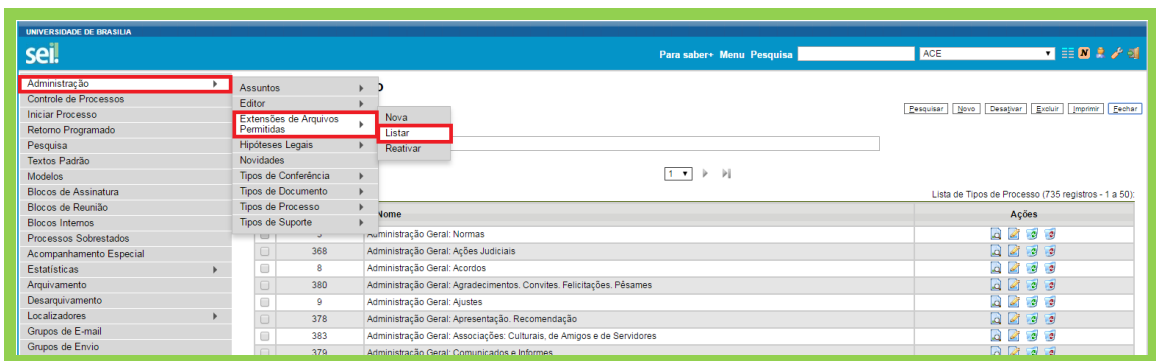 UNIVERSIDADE DE BRASILIA
sei!
Para saber+ Menu Pesquisa ACE
Administração
Controle de Processos
Iniciar Processo
Retorno Programado
Pesquisa
Textos Padrão
Modelos
Blocos de Assinatura
Blocos de Reunião
Blocos Internos
Processos Sobrestados
Acompanhamento Especial
Estatísticas
Arquivamento
Desarquivamento
Localizadores
Grupos de E-mail
Grupos de Envio
Assuntos
Editor
Extensões de Arquivos
Permitidas
Hipóteses Legais
Novidades
Tipos de Conferência
Tipos de Documento
Tipos de Processo
Tipos de Suporte
Nova
Listar
Reativar
o
Pesquisar Novo Desativar Excluir Imprimir Fechar
1
Lista de Tipos de Processo (735 registros - 1 a 50):
Nome Ações
Administração Geral: Normas
368 Administração Geral: Ações Judiciais
8 Administração Geral: Acordos
380 Administração Geral: Agradecimentos. Convites. Felicitações. Pêsames
9 Administração Geral: Ajustes
378 Administração Geral: Apresentação. Recomendação
383 Administração Geral: Associações: Culturais, de Amigos e de Servidores
379 Administração Geral: Comunicados e Informes